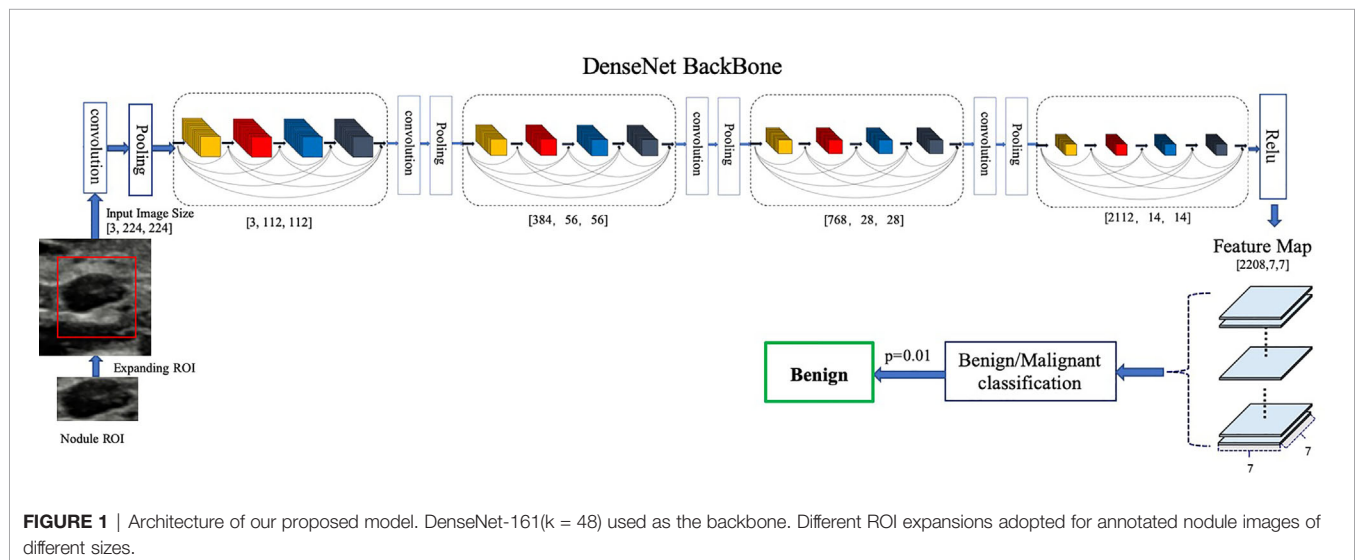 DenseNet BackBone
convolution
Pooling
convolution
Pooling
convolution
Pooling
convolution
Pooling
Relu
Input Image Size
[3, 224, 224]
[3, 112, 112]
[384, 56, 56]
[768, 28, 28]
[2112, 14, 14]
Feature Map
[2208,7,7]
Expanding ROI
Nodule ROI
Benign
p=0.01
Benign/Malignant
classification
7
7
FIGURE 1 | Architecture of our proposed model. DenseNet-161(k = 48) used as the backbone. Different ROI expansions adopted for annotated nodule images of
different sizes.